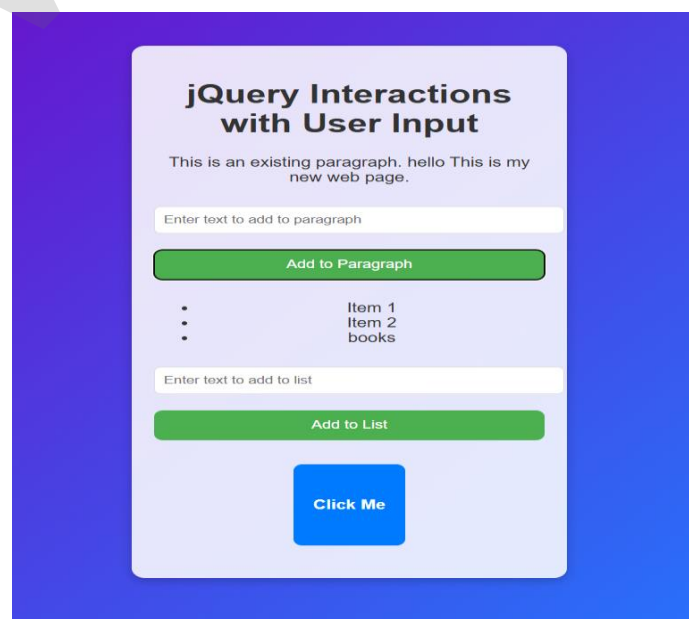 jQuery Interactions
with User Input
This is an existing paragraph. hello This is my
new web page.
Enter text to add to paragraph
Add to Paragraph
• Item 1
• Item 2
• books
Enter text to add to list
Add to List
Click Me